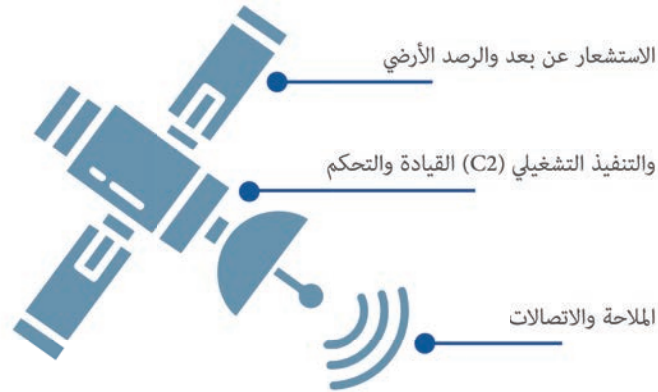 الاستشعار عن بعد والرصد الأرضي
والتنفيذ التشغيلي (C2) القيادة والتحكم
الملاحة والاتصالات